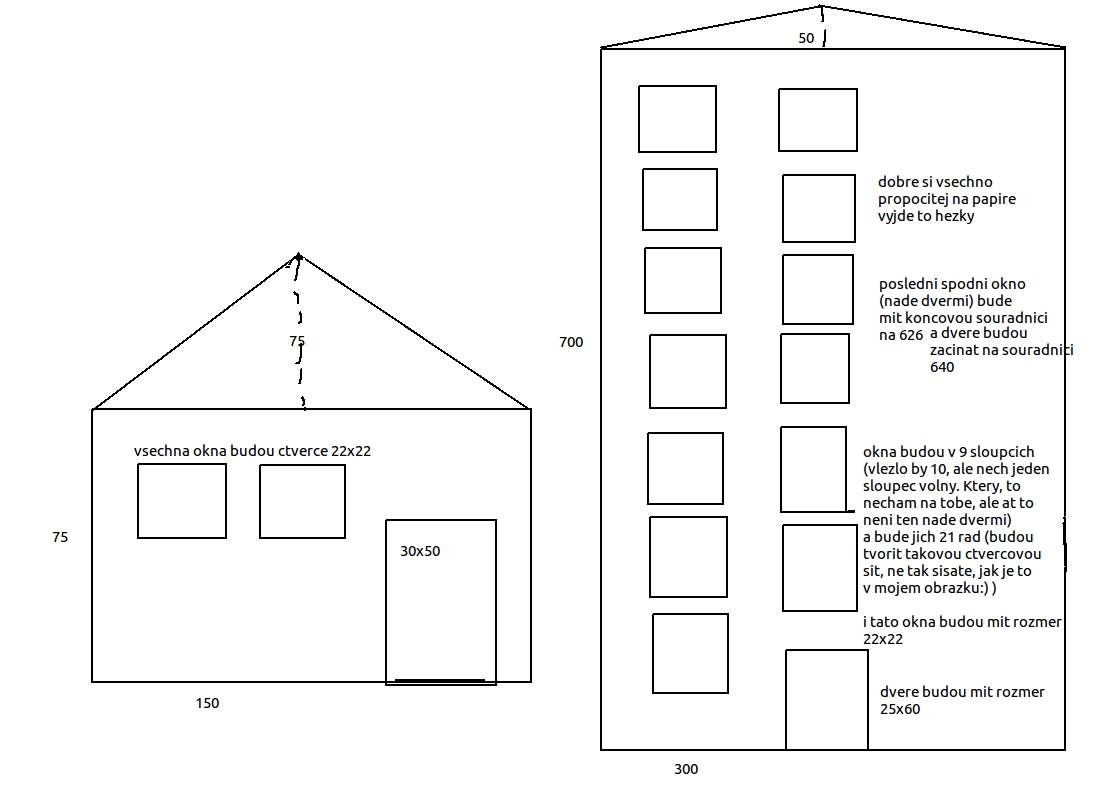 50
dobre si vsechno
propocitej na papire
vyjde to hezky
posledni spodni okno
(nade dvermi) bude
mit koncovou souradnici
na 626
a dvere budou
zacinat na souradnici
640
700
75
vsechna okna budou ctverce 22x22
okna budou v 9 sloupcich
(vlezlo by 10, ale nech jeden
sloupec volny. Ktery, to
necham na tobe, ale at to
neni ten nade dvermi)
a bude jich 21 rad (budou
tvorit takovou ctvercovou
sit, ne tak sisate, jak je to
v mojem obrazku:) )
75
30x50
i tato okna budou mit rozmer
22x22
dvere budou mit rozmer
25x60
150
300